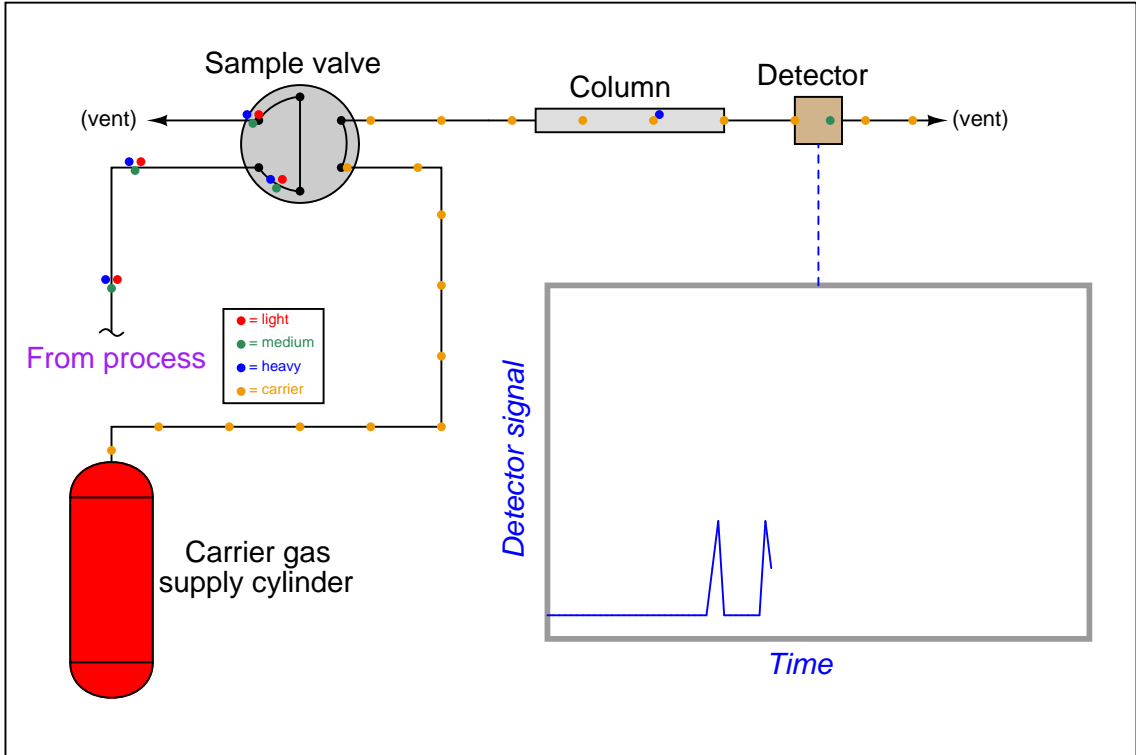 Sample valve
Column
Detector
(vent)
(vent)
From process
= light
= medium
= heavy
= carrier
Detector signal
Carrier gas
supply cylinder
Time